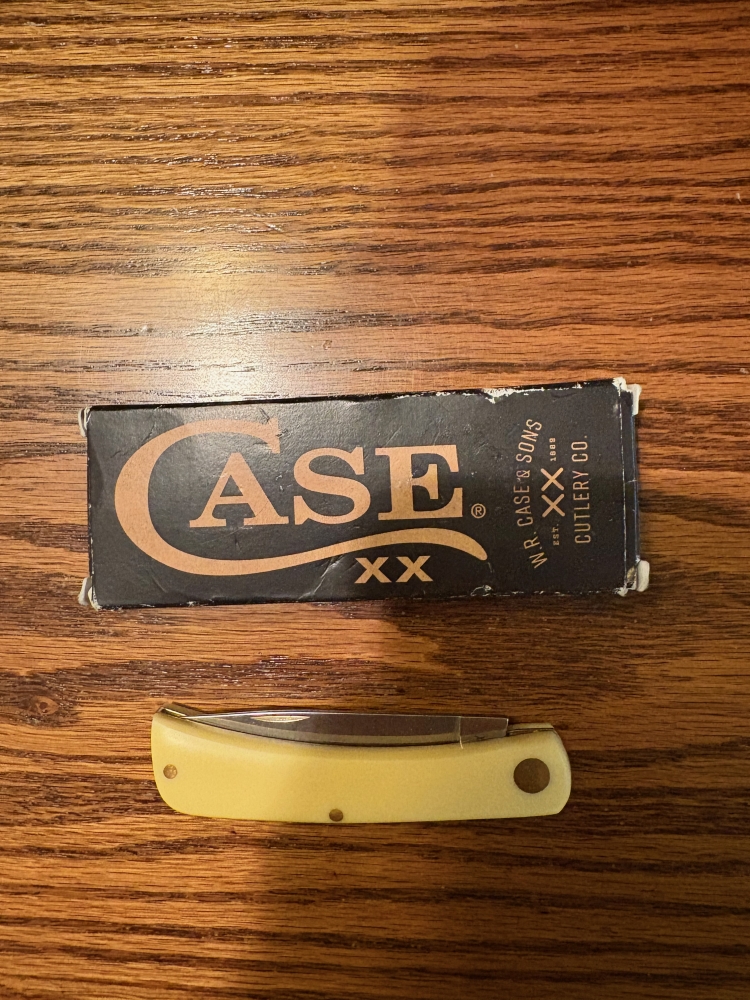 CASE®
XX
W.R. CASE & SONS
EST. XX 1889
CUTLERY CO.